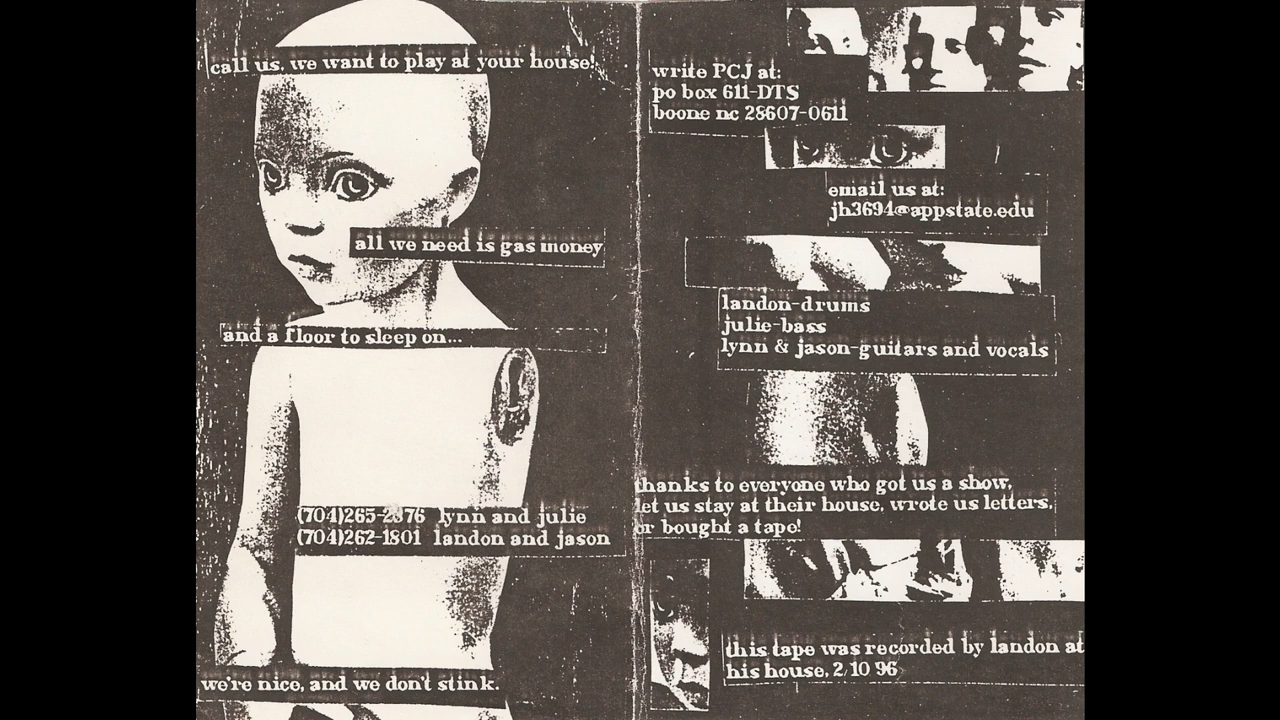 call us, we want to play at your house!
all we need is gas money
and a floor to sleep on...
(704)265-2376 lynn and julie
(704)262-1801 landon and jason
we're nice, and we don't stink.
write PCJ at:
po box 611-DTS
boone nc 28607-0611
email us at:
jh3694@appstate.edu
landon-drums
julie-bass
lynn & jason-guitars and vocals
thanks to everyone who got us a show,
let us stay at their house, wrote us letters,
or bought a tape!
this tape was recorded by landon at
his house, 2/10 96